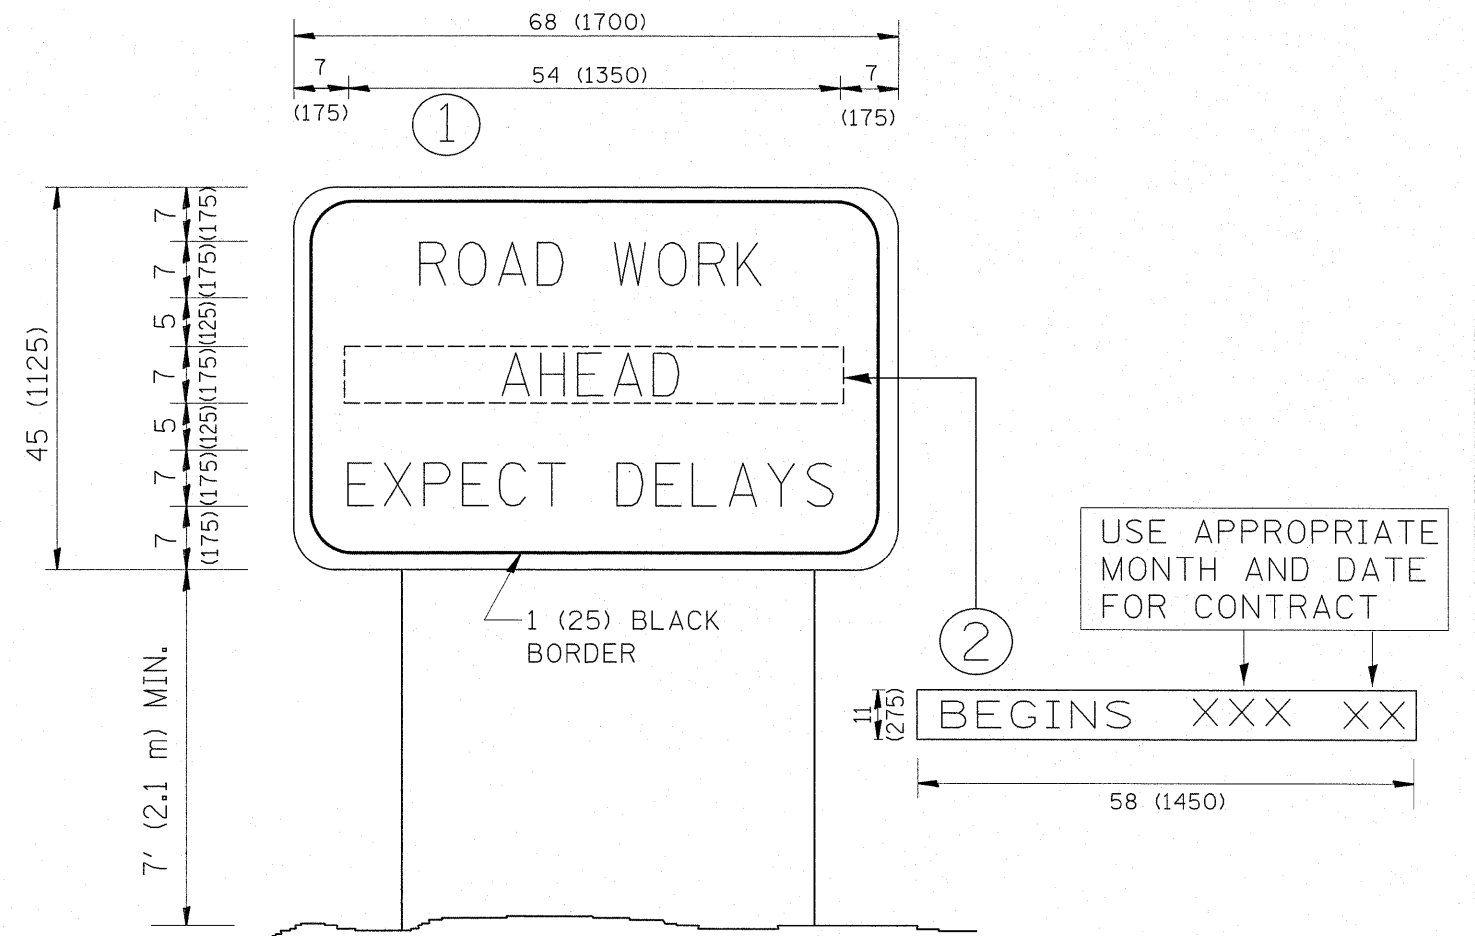 68 (1700)
7
54 (1350)
7
(175)
(175)
1
7
(175)
7
(175)
5
(125)
7
(175)
5
(125)
7
(175)
7
(175)
45 (1125)
ROAD WORK
AHEAD
EXPECT DELAYS
1 (25) BLACK
BORDER
7' (2.1 m) MIN.
USE APPROPRIATE
MONTH AND DATE
FOR CONTRACT
2
11
(275)
BEGINS XXX XX
58 (1450)